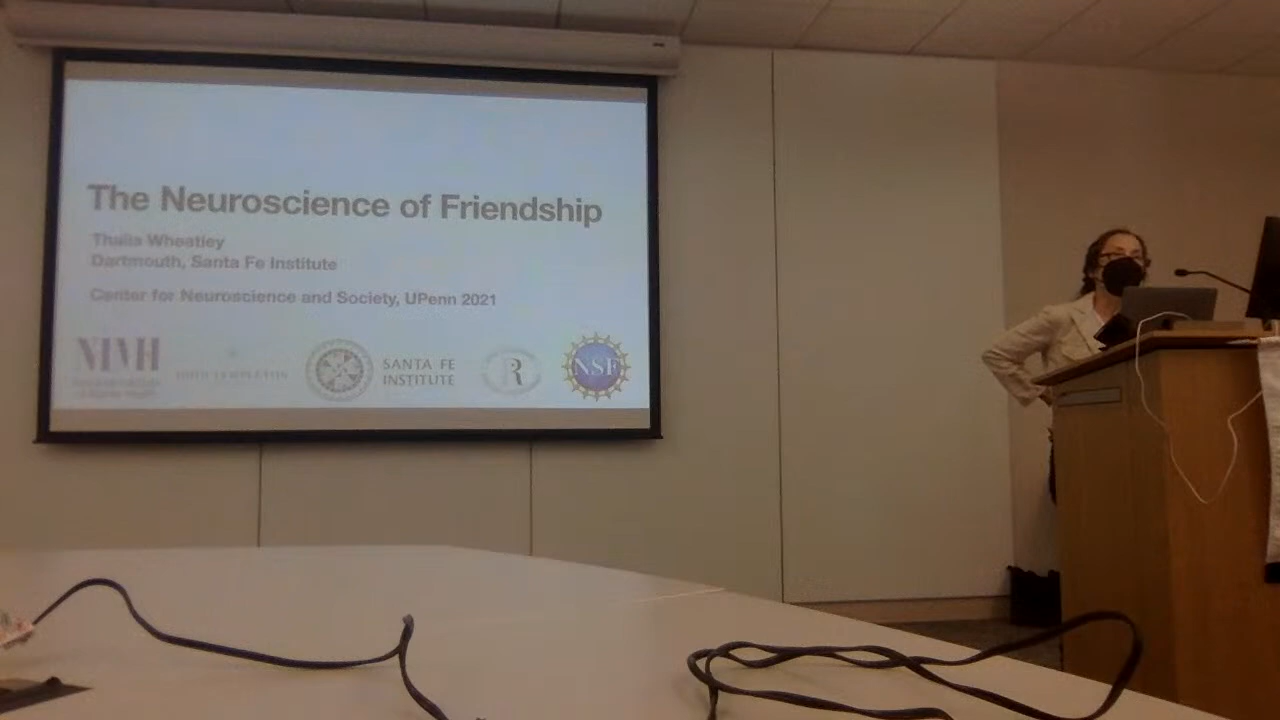 The Neuroscience of Friendship
Thalia Wheatley
Dartmouth, Santa Fe Institute
Center for Neuroscience and Society, UPenn 2021
NIMH
SANTA FE
INSTITUTE
R
NSF